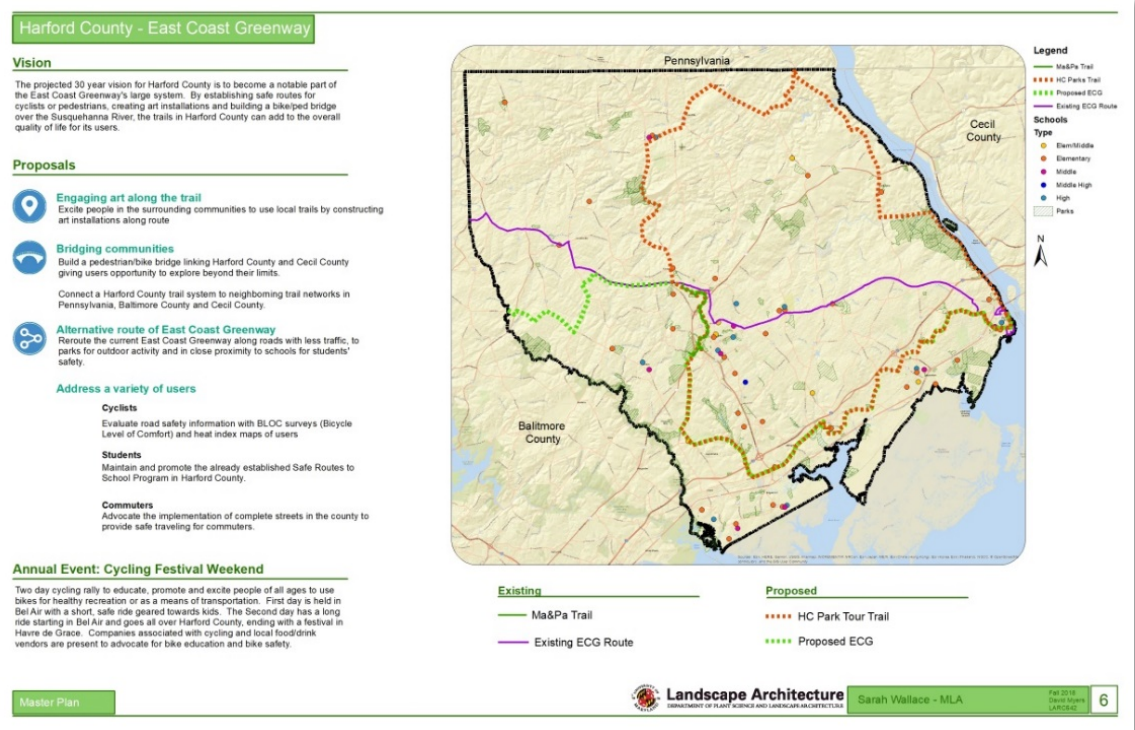 Harford County - East Coast Greenway
Vision
The projected 30 year vision for Harford County is to become a notable part of
the East Coast Greenway's large system. By establishing safe routes for
cyclists or pedestrians, creating art installations and building a bike/ped bridge
over the Susquehanna River, the trails in Harford County can add to the overall
quality of life for its users.
Proposals
Engaging art along the trail
Excite people in the surrounding communities to use local trails by constructing
art installations along route
Bridging communities
Build a pedestrian/bike bridge linking Harford County and Cecil County
giving users opportunity to explore beyond their limits.
Connect a Harford County trail system to neighborning trail networks in
Pennsylvania, Baltimore County and Cecil County.
Alternative route of East Coast Greenway
Reroute the current East Coast Greenway along roads with less traffic, to
parks for outdoor activity and in close proximity to schools for students'
safety.
Address a variety of users
Cyclists
Evaluate road safety information with BLOC surveys (Bicycle
Level of Comfort) and heat index maps of users
Students
Maintain and promote the already established Safe Routes to
School Program in Harford County.
Commuters
Advocate the implementation of complete streets in the county to
provide safe traveling for commuters.
Annual Event: Cycling Festival Weekend
Two day cycling rally to educate, promote and excite people of all ages to use
bikes for healthy recreation or as a means of transportation. First day is held in
Bel Air with a short, safe ride geared towards kids. The Second day has a long
ride starting in Bel Air and goes all over Harford County, ending with a festival in
Havre de Grace. Companies associated with cycling and local food/drink
vendors are present to advocate for bike education and bike safety.
Pennsylvania
Cecil
County
Balitmore
County
Legend
Ma&Pa Trail
HC Parks Trail
Proposed ECG
Existing ECG Route
Schools
Type
Elem/Middle
Elementary
Middle
Middle High
High
Parks
N
Existing
Ma&Pa Trail
Existing ECG Route
Proposed
HC Park Tour Trail
Proposed ECG
Master Plan
Landscape Architecture
DEPARTMENT OF PLANT SCIENCE AND LANDSCAPE ARCHITECTURE
Sarah Wallace - MLA
Fall 2018
David Myers
LARC642
6